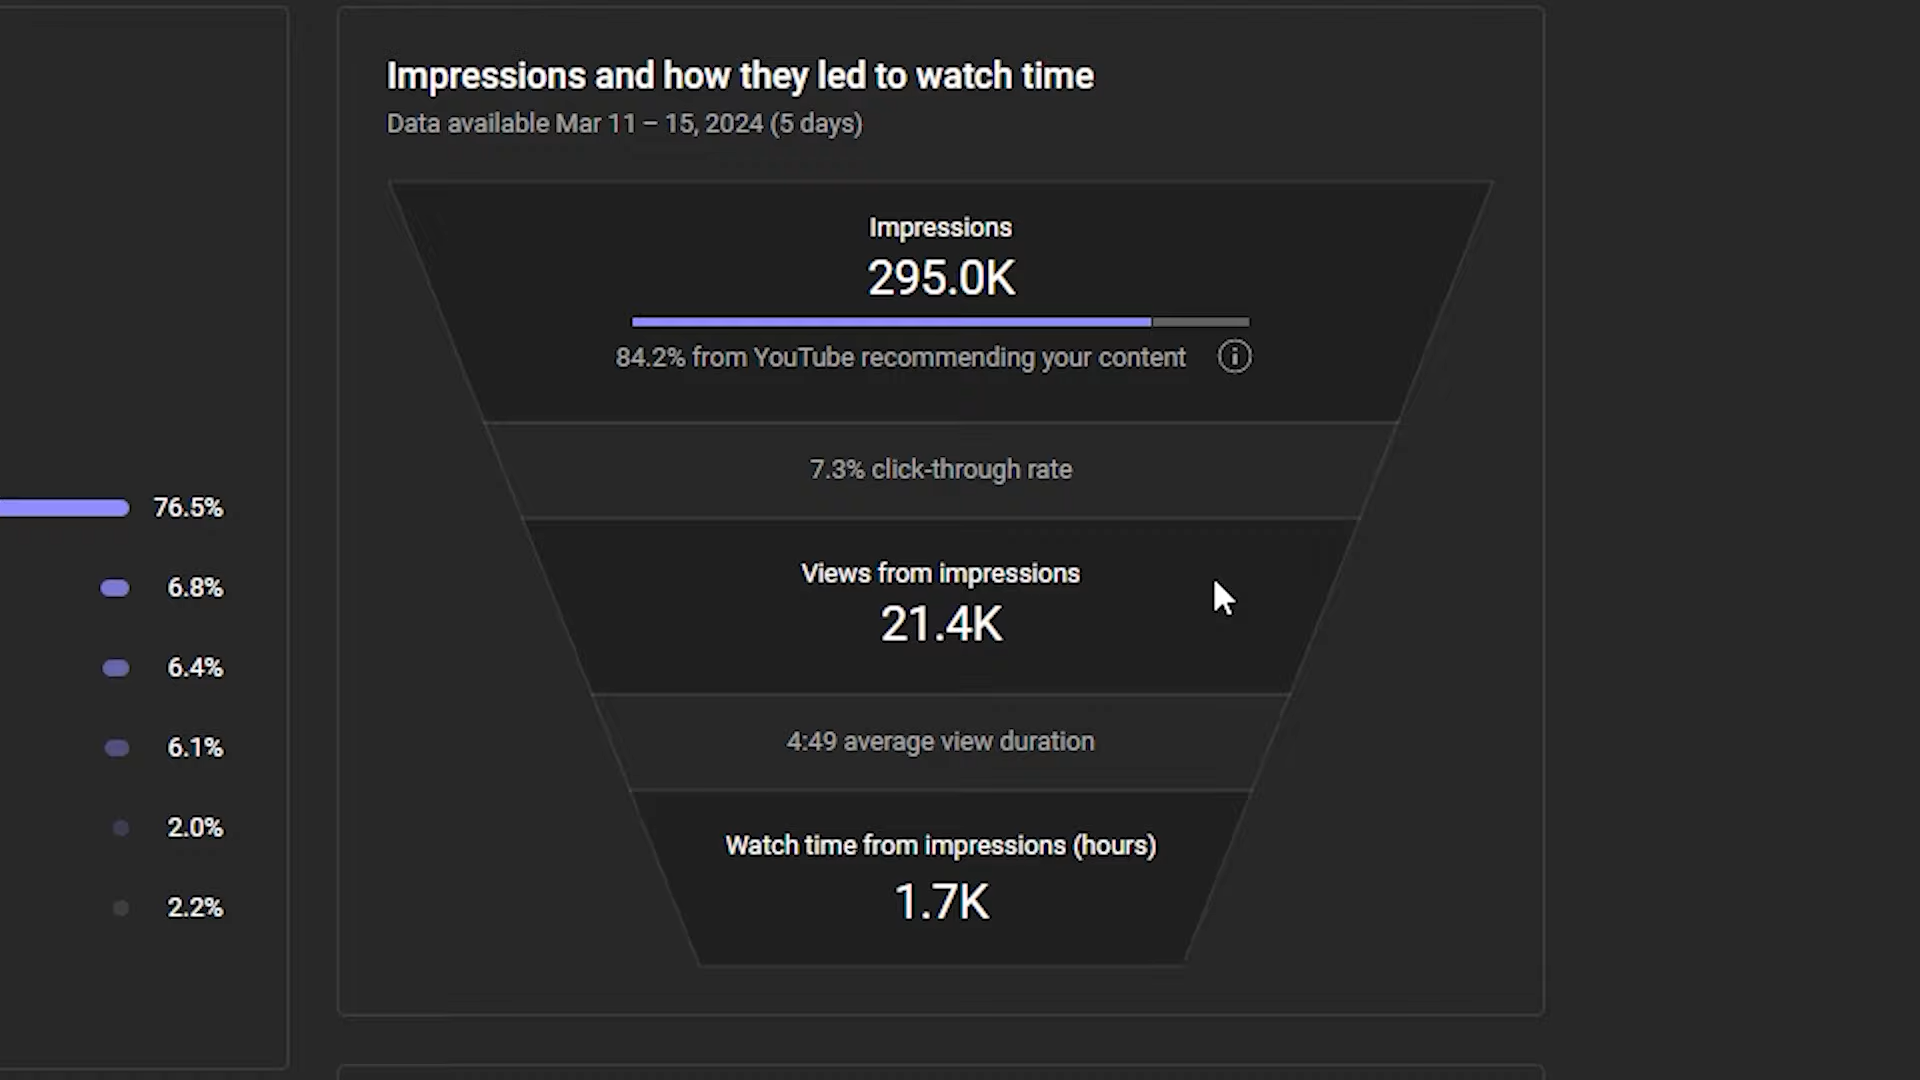 76.5%
6.8%
6.4%
6.1%
2.0%
2.2%
Impressions and how they led to watch time
Data available Mar 11 – 15, 2024 (5 days)
Impressions
295.0K
84.2% from YouTube recommending your content
7.3% click-through rate
Views from impressions
21.4K
4:49 average view duration
Watch time from impressions (hours)
1.7K